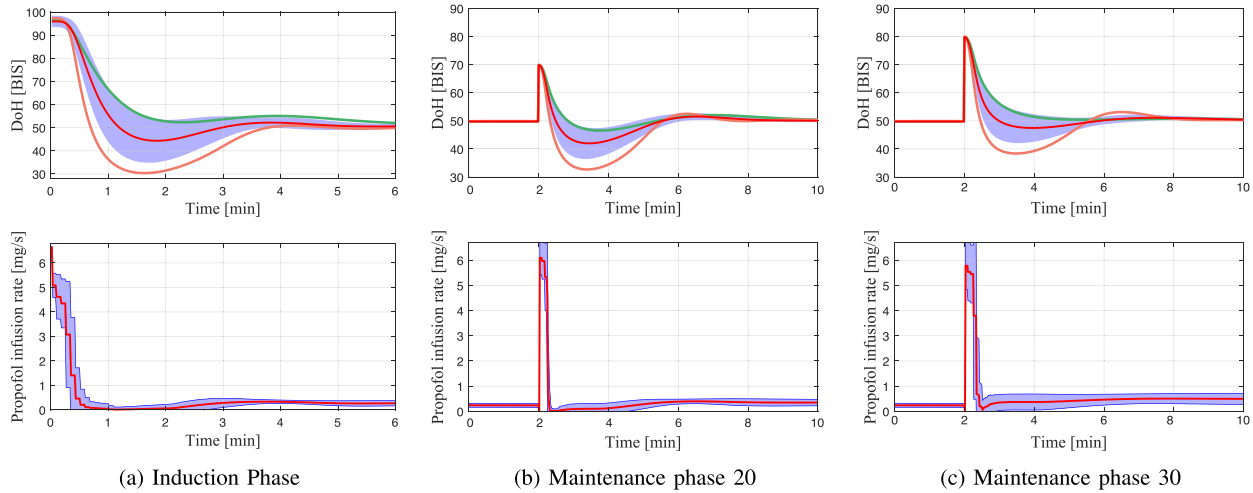 100
90
80
70
60
50
40
30
DoH [BIS]
0 1 2 3 4 5 6
Time [min]
90
80
70
60
50
40
30
DoH [BIS]
0 2 4 6 8 10
Time [min]
90
80
70
60
50
40
30
DoH [BIS]
0 2 4 6 8 10
Time [min]
6
5
4
3
2
1
0
Propofol infusion rate [mg/s]
0 1 2 3 4 5 6
Time [min]
6
5
4
3
2
1
0
Propofol infusion rate [mg/s]
0 2 4 6 8 10
Time [min]
6
5
4
3
2
1
0
Propofol infusion rate [mg/s]
0 2 4 6 8 10
Time [min]
(a) Induction Phase
(b) Maintenance phase 20
(c) Maintenance phase 30